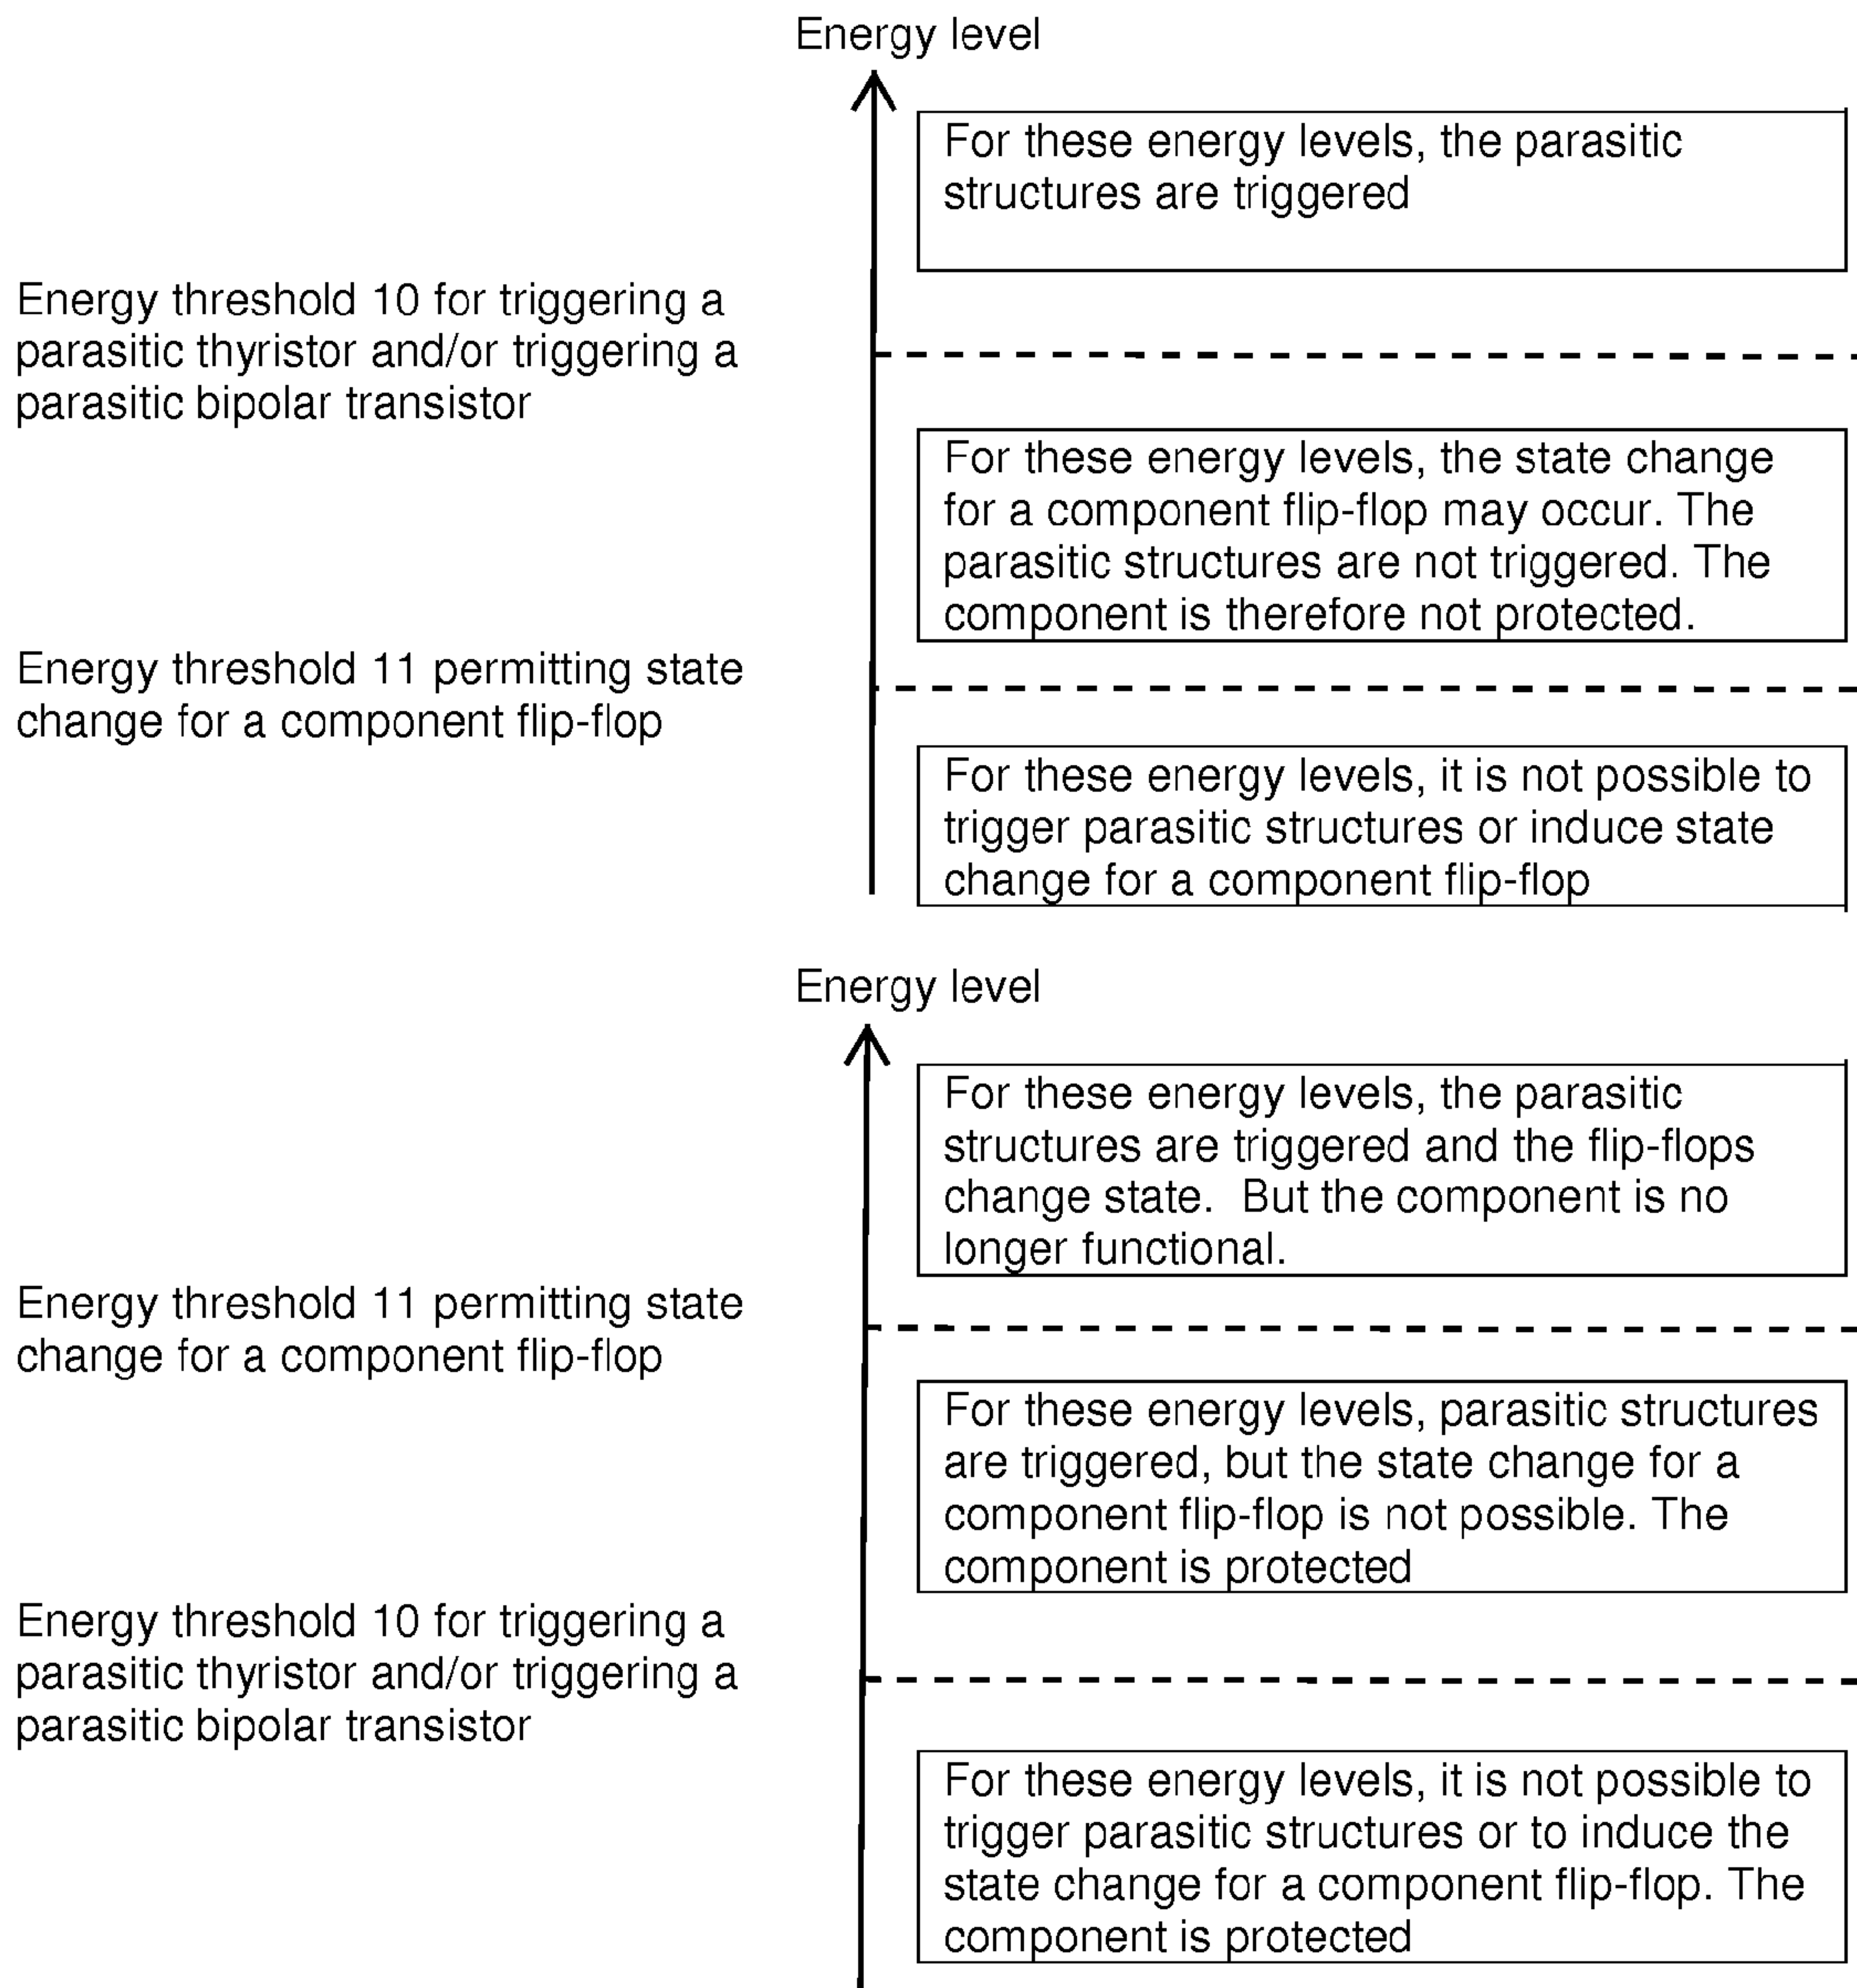 Energy level
For these energy levels, the parasitic
structures are triggered
Energy threshold 10 for triggering a
parasitic thyristor and/or triggering a
parasitic bipolar transistor
For these energy levels, the state change
for a component flip-flop may occur. The
parasitic structures are not triggered. The
component is therefore not protected.
Energy threshold 11 permitting state
change for a component flip-flop
For these energy levels, it is not possible to
trigger parasitic structures or induce state
change for a component flip-flop
Energy level
For these energy levels, the parasitic
structures are triggered and the flip-flops
change state.  But the component is no
longer functional.
Energy threshold 11 permitting state
change for a component flip-flop
For these energy levels, parasitic structures
are triggered, but the state change for a
component flip-flop is not possible. The
component is protected
Energy threshold 10 for triggering a
parasitic thyristor and/or triggering a
parasitic bipolar transistor
For these energy levels, it is not possible to
trigger parasitic structures or to induce the
state change for a component flip-flop. The
component is protected